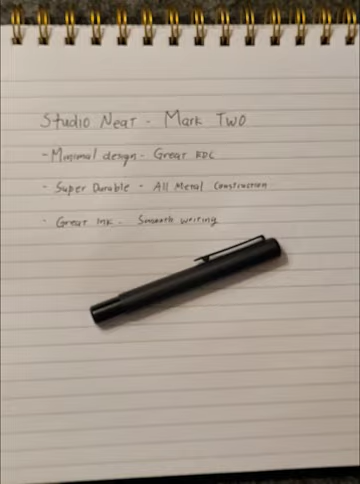 Studio Neat - Mark Two
- Minimal design - Great EDC
- Super Durable - All Metal Construction
- Great ink - Smooth writing